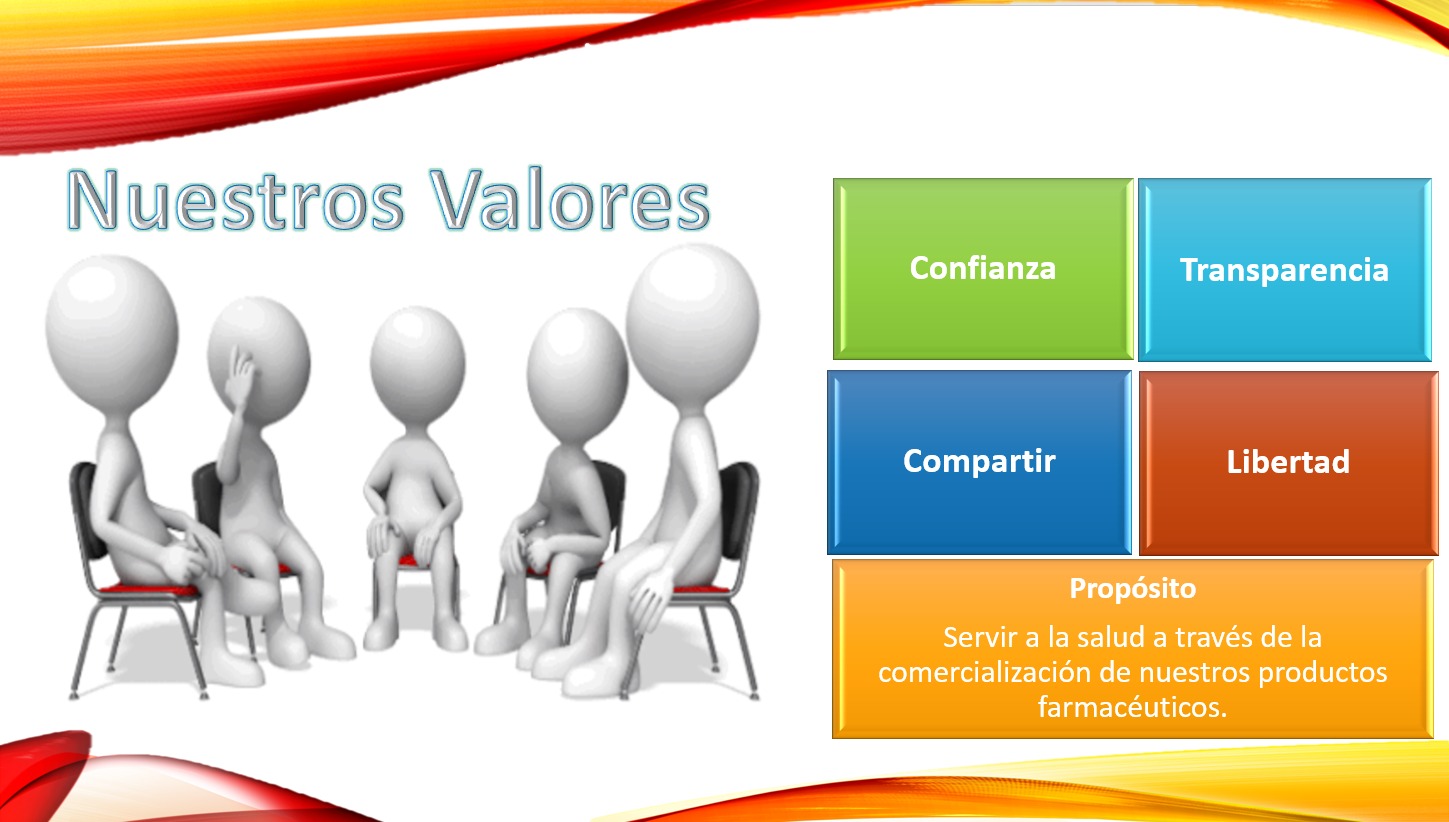 Nuestros Valores
Confianza
Transparencia
Compartir
Libertad
Propósito
Servir a la salud a través de la
comercialización de nuestros productos
farmacéuticos.